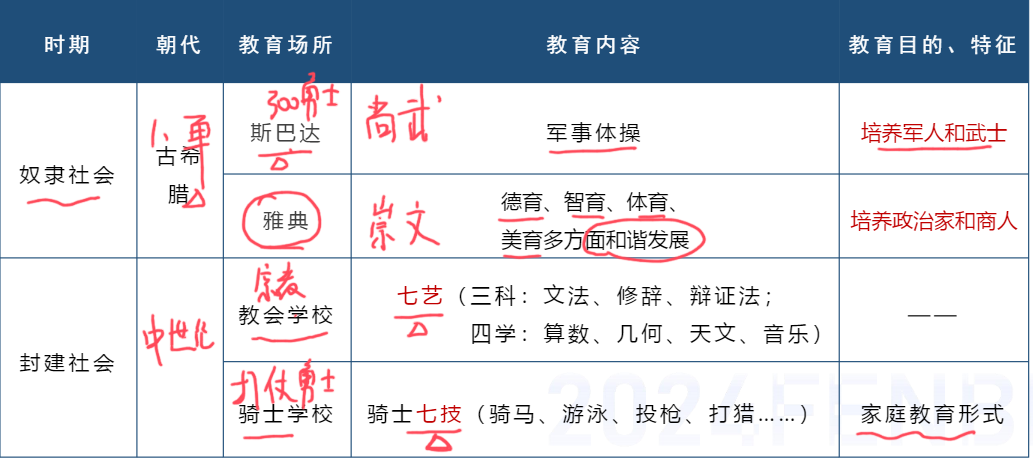 时期 朝代 教育场所 教育内容 教育目的、特征
奴隶社会
古希
腊
300勇士
斯巴达
尚武
军事体操
培养军人和武士
雅典
崇文
德育、智育、体育、
美育多方面和谐发展
培养政治家和商人
封建社会
中世纪
宗教
教会学校
七艺（三科：文法、修辞、辩证法；
四学：算数、几何、天文、音乐）
——
打仗勇士
骑士学校
骑士七技（骑马、游泳、投枪、打猎……）
家庭教育形式
2024FENB